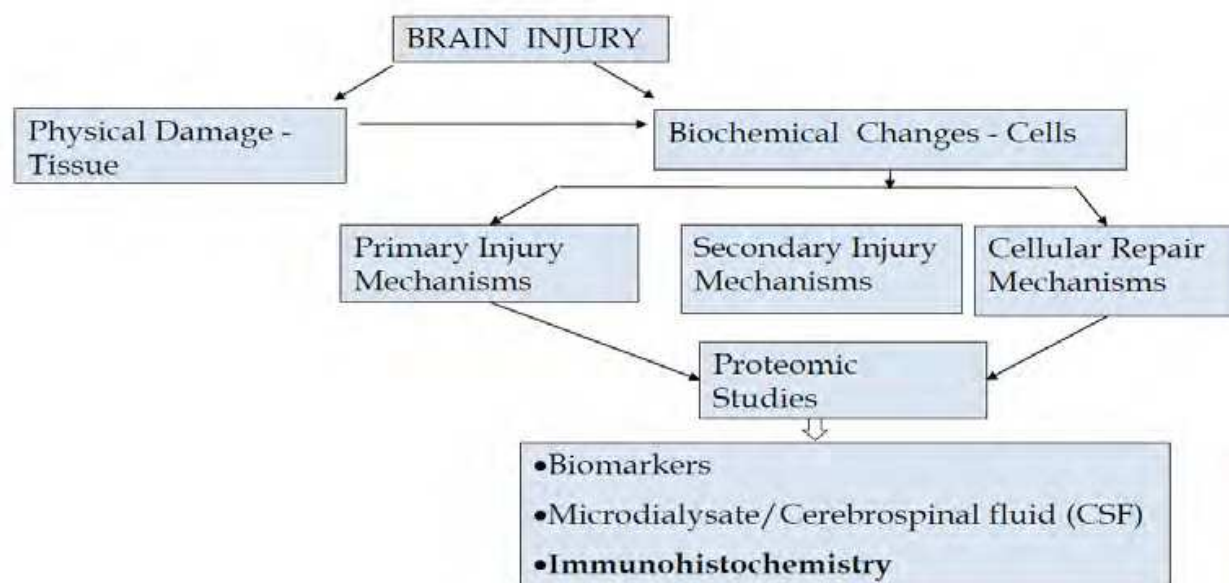 BRAIN INJURY
Physical Damage -
Tissue
Biochemical Changes - Cells
Primary Injury
Mechanisms
Secondary Injury
Mechanisms
Cellular Repair
Mechanisms
Proteomic
Studies
•Biomarkers
•Microdialysate/Cerebrospinal fluid (CSF)
•Immunohistochemistry